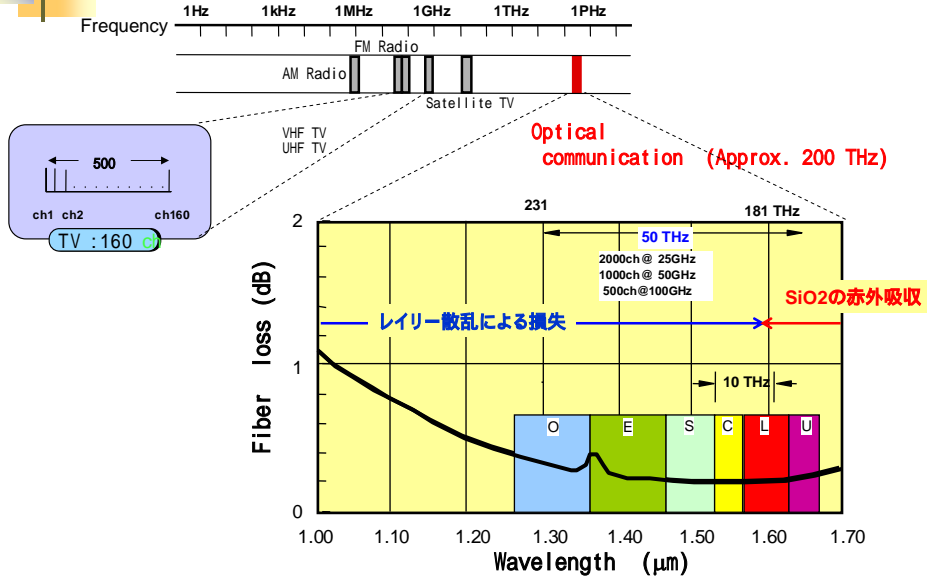 1Hz 1kHz 1MHz 1GHz 1THz 1PHz
Frequency
FM Radio
AM Radio
Satellite TV
VHF TV
UHF TV
Optical
communication (Approx. 200 THz)
500
ch1 ch2 ch160
TV :160 ch
231 181 THz
50 THz
2000ch@ 25GHz
1000ch@ 50GHz
500ch@100GHz
SiO2の赤外吸収
レイリー散乱による損失
10 THz
O E S C L U
Fiber loss (dB)
2
1
0
1.00 1.10 1.20 1.30 1.40 1.50 1.60 1.70
Wavelength (μm)